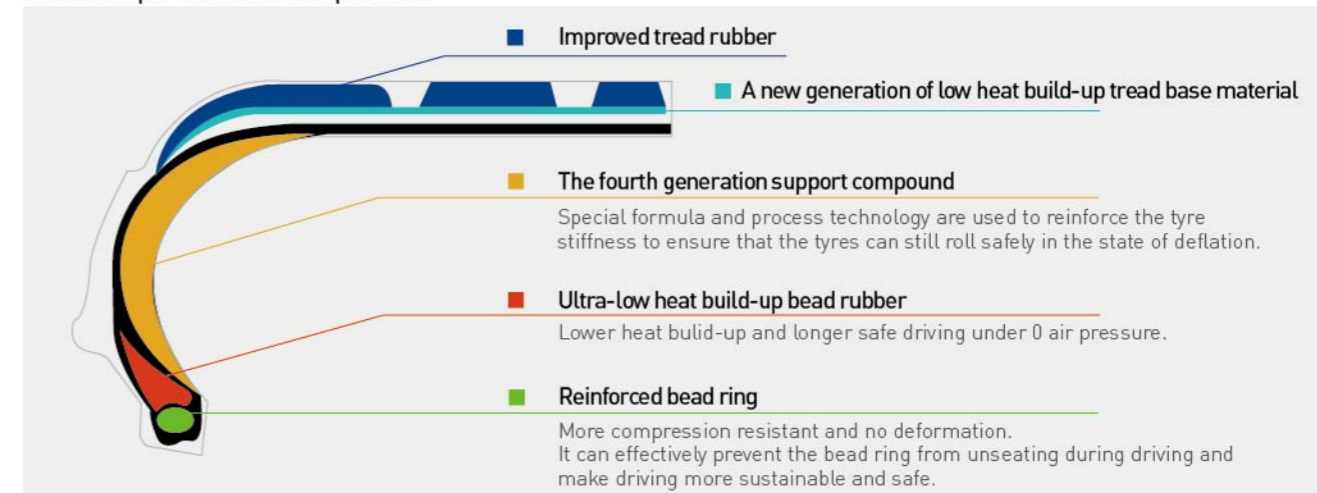 Improved tread rubber
A new generation of low heat build-up tread base material
The fourth generation support compound
Special formula and process technology are used to reinforce the tyre
stiffness to ensure that the tyres can still roll safely in the state of deflation.
Ultra-low heat build-up bead rubber
Lower heat bulid-up and longer safe driving under 0 air pressure.
Reinforced bead ring
More compression resistant and no deformation.
It can effectively prevent the bead ring from unseating during driving and
make driving more sustainable and safe.